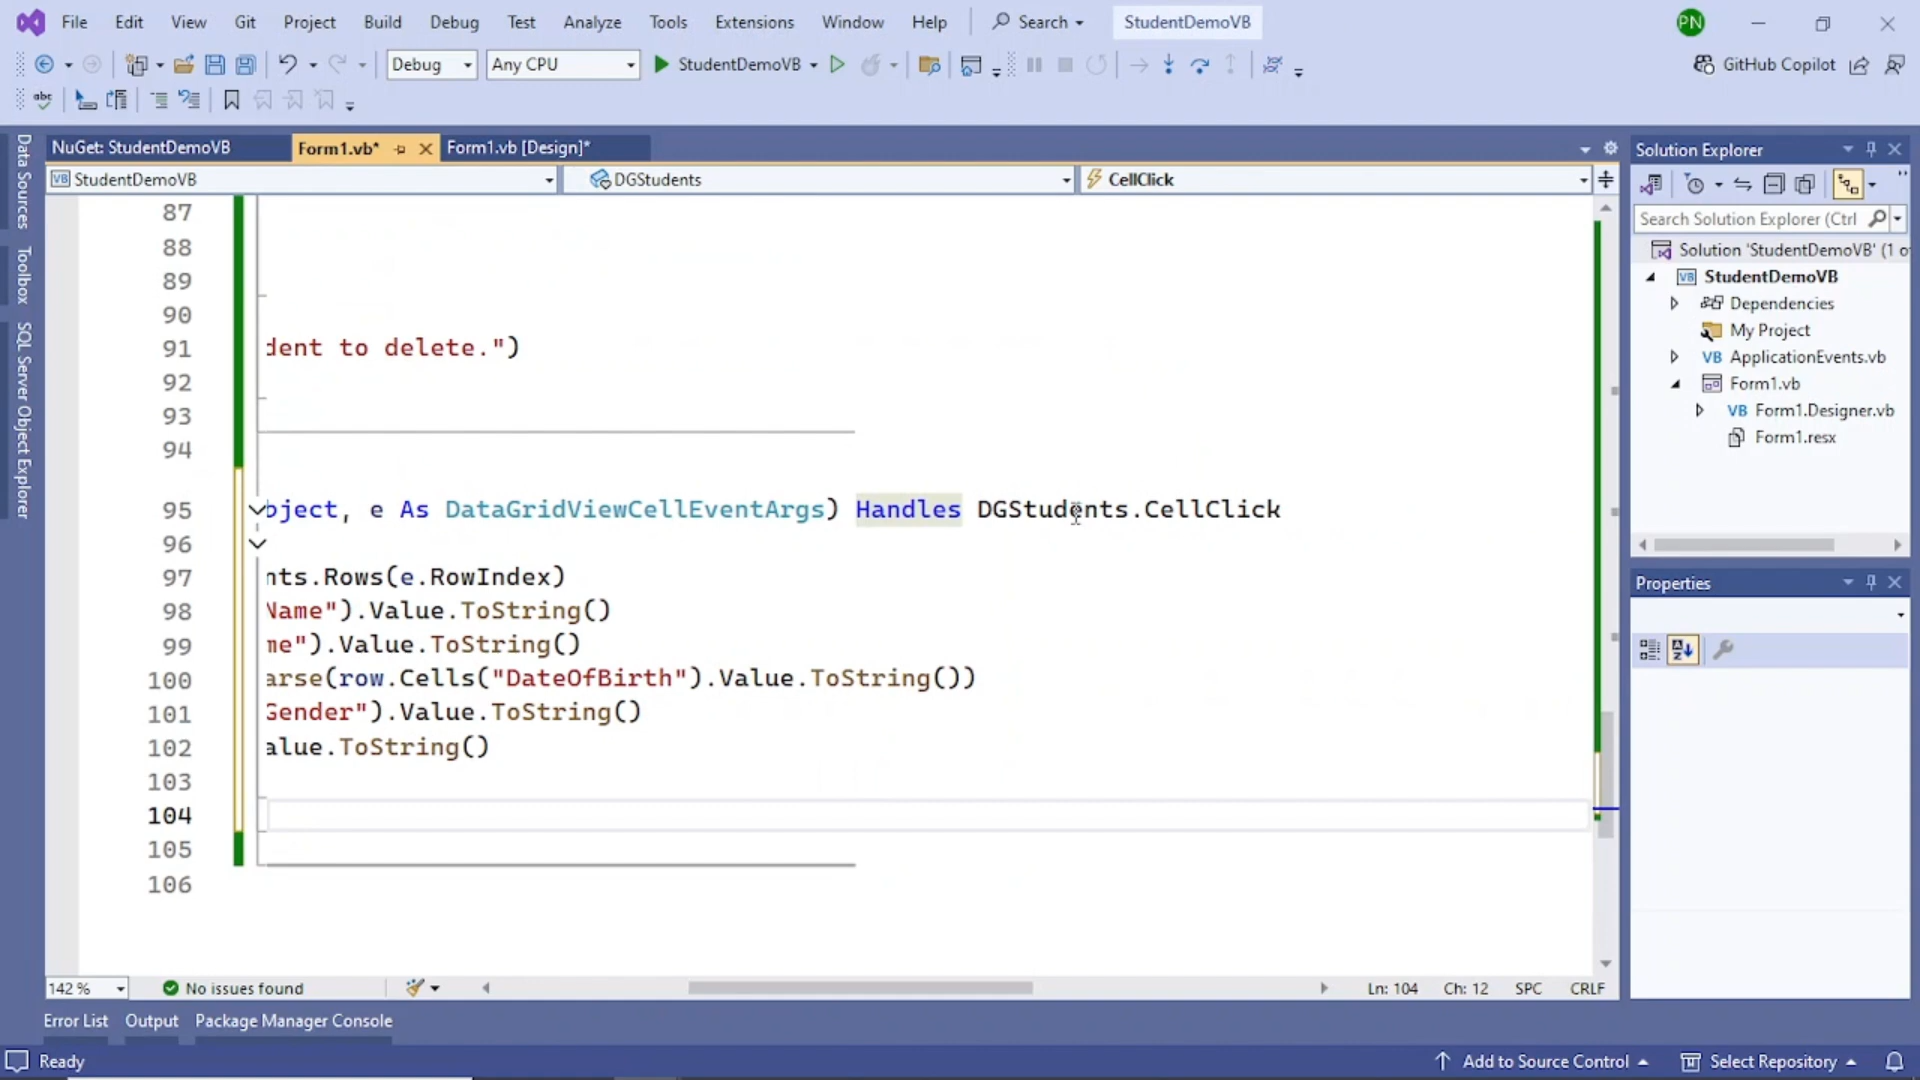 File Edit View Git Project Build Debug Test Analyze Tools Extensions Window Help Search StudentDemoVB PN
Debug Any CPU StudentDemoVB GitHub Copilot
abc
Data Sources
Toolbox
SQL Server Object Explorer
NuGet: StudentDemoVB Form1.vb* Form1.vb [Design]*
VB StudentDemoVB DGStudents CellClick
87
88
89
90
91 dent to delete.")
92
93
94
95 bject, e As DataGridViewCellEventArgs) Handles DGStudents.CellClick
96
97 nts.Rows(e.RowIndex)
98 Name").Value.ToString()
99 me").Value.ToString()
100 arse(row.Cells("DateOfBirth").Value.ToString())
101 Gender").Value.ToString()
102 alue.ToString()
103
104
105
106
142 % No issues found Ln: 104 Ch: 12 SPC CRLF
Solution Explorer
Search Solution Explorer (Ctrl
Solution 'StudentDemoVB' (1 o
VB StudentDemoVB
Dependencies
My Project
VB ApplicationEvents.vb
Form1.vb
VB Form1.Designer.vb
Form1.resx
Properties
Error List Output Package Manager Console
Ready Add to Source Control Select Repository